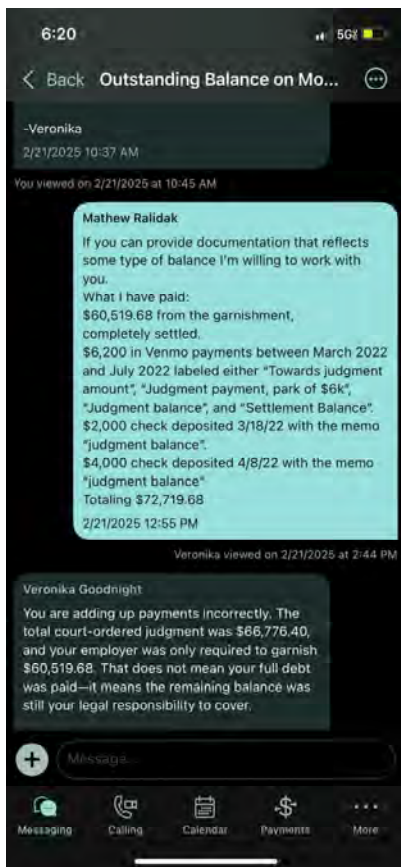 6:20
5G
Back Outstanding Balance on Mo...
-Veronika
2/21/2025 10:37 AM
You viewed on 2/21/2025 at 10:45 AM
Mathew Ralidak
If you can provide documentation that reflects
some type of balance I'm willing to work with
you.
What I have paid:
$60,519.68 from the garnishment,
completely settled.
$6,200 in Venmo payments between March 2022
and July 2022 labeled either "Towards judgment
amount", "Judgment payment, park of $6k",
"Judgment balance", and "Settlement Balance".
$2,000 check deposited 3/18/22 with the memo
"judgment balance".
$4,000 check deposited 4/8/22 with the memo
"judgment balance"
Totaling $72,719.68
2/21/2025 12:55 PM
Veronika viewed on 2/21/2025 at 2:44 PM
Veronika Goodnight
You are adding up payments incorrectly. The
total court-ordered judgment was $66,776.40,
and your employer was only required to garnish
$60,519.68. That does not mean your full debt
was paid—it means the remaining balance was
still your legal responsibility to cover.
Message...
Messaging Calling Calendar Payments More